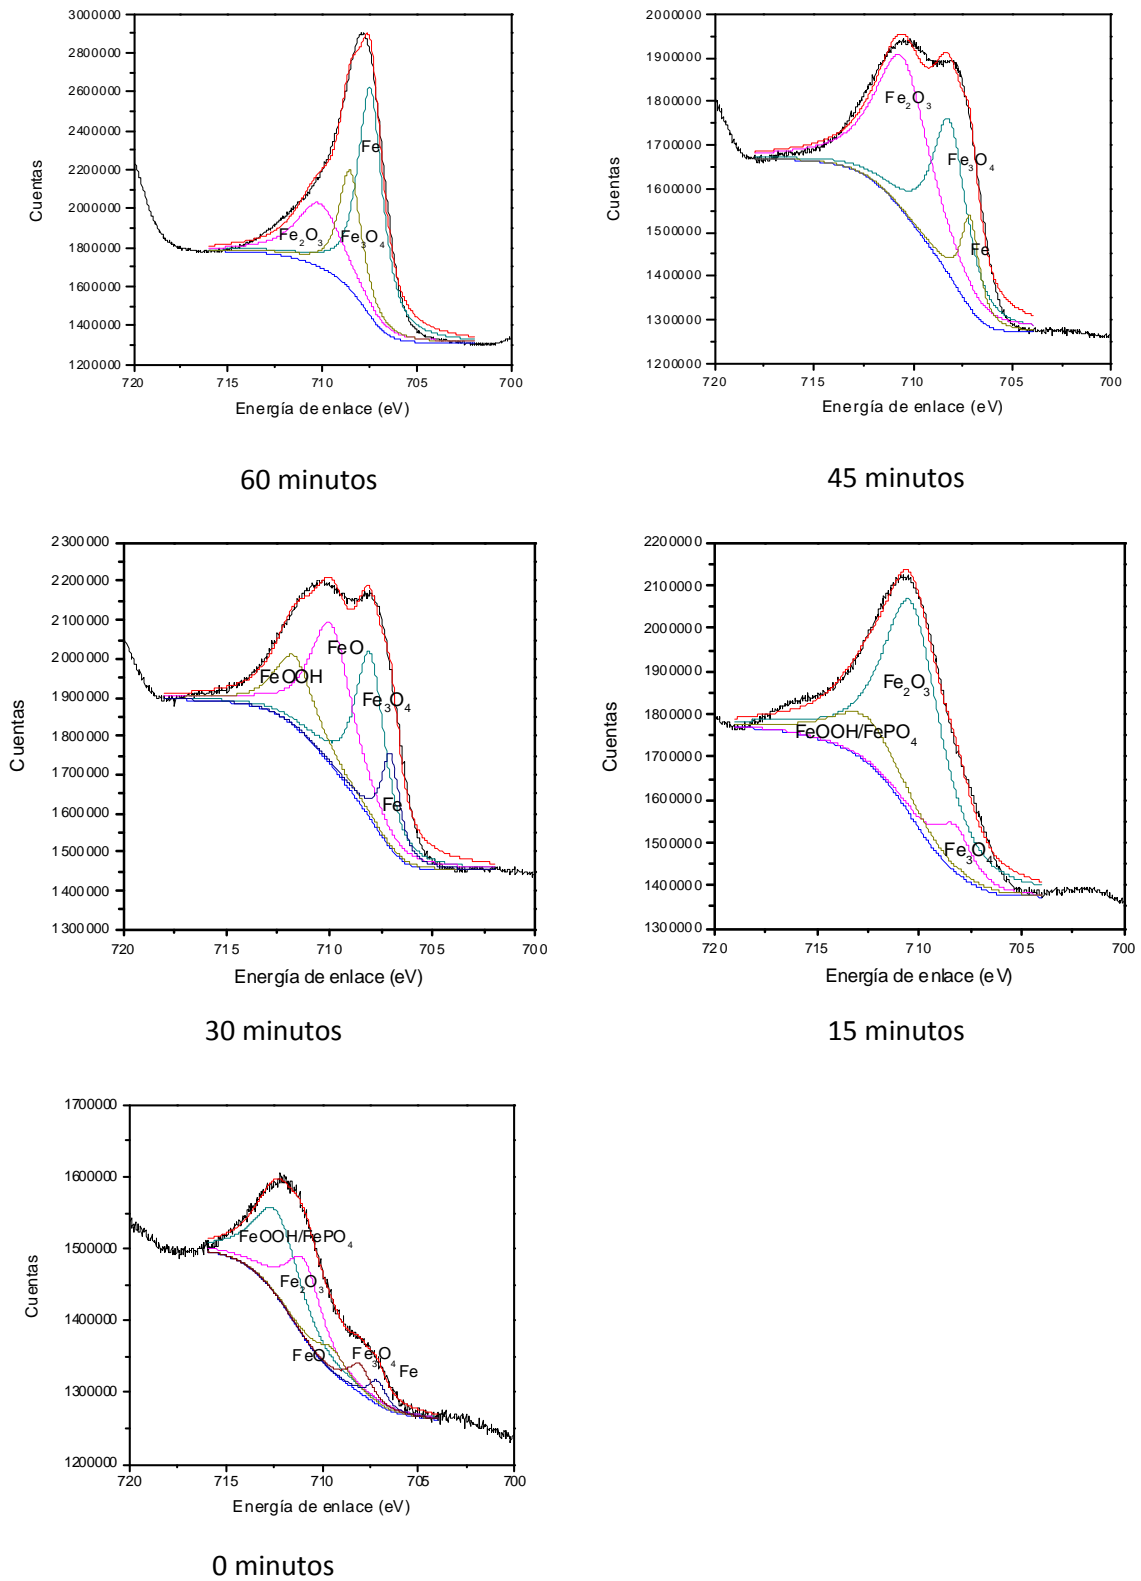 3000000
2800000
2600000
2400000
2200000
2000000
1800000
1600000
1400000
1200000
720
715
710
705
700
Cuentas
Energía de enlace (eV)
Fe
Fe2O3
Fe3O4
60 minutos
2000000
1900000
1800000
1700000
1600000
1500000
1400000
1300000
1200000
720
715
710
705
700
Cuentas
Energía de enlace (eV)
Fe2O3
Fe3O4
Fe
45 minutos
2300000
2200000
2100000
2000000
1900000
1800000
1700000
1600000
1500000
1400000
1300000
720
715
710
705
700
Cuentas
Energía de enlace (eV)
FeO
FeOOH
Fe3O4
Fe
30 minutos
2200000
2100000
2000000
1900000
1800000
1700000
1600000
1500000
1400000
1300000
720
715
710
705
700
Cuentas
Energía de enlace (eV)
Fe2O3
FeOOH/FePO4
Fe3O4
15 minutos
1700000
1600000
1500000
1400000
1300000
1200000
720
715
710
705
700
Cuentas
Energía de enlace (eV)
FeOOH/FePO4
Fe2O3
FeO
Fe3O4
Fe
0 minutos